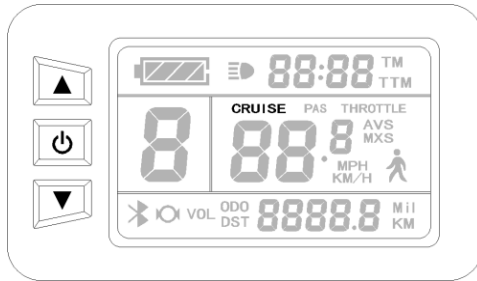 88:88 TM
TTM
CRUISE PAS THROTTLE
8 88.8 AVS
MXS
MPH
KM/H
VOL ODO 8888.8 Mil
DST KM